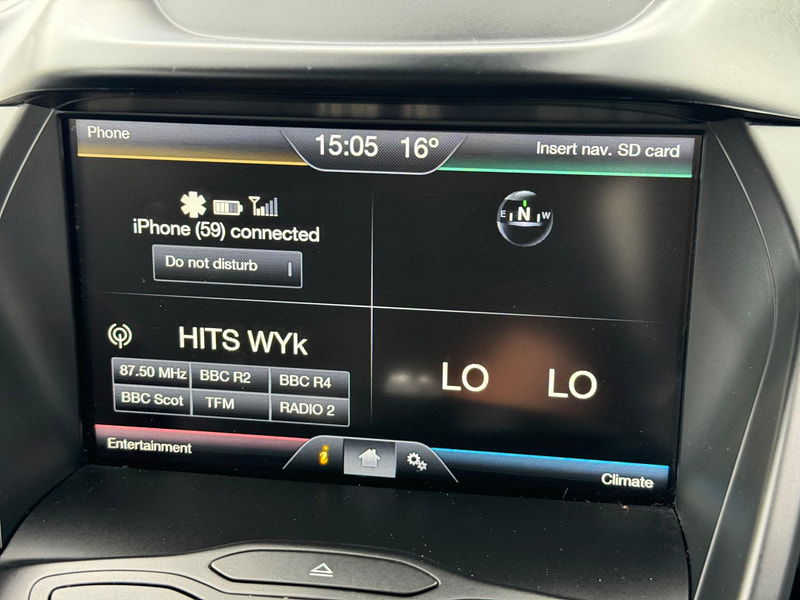 Phone
15:05 16º
Insert nav. SD card
iPhone (59) connected
Do not disturb
E N W
HITS WYk
87.50 MHz BBC R2 BBC R4
BBC Scot TFM RADIO 2
LO LO
Entertainment
i
Climate